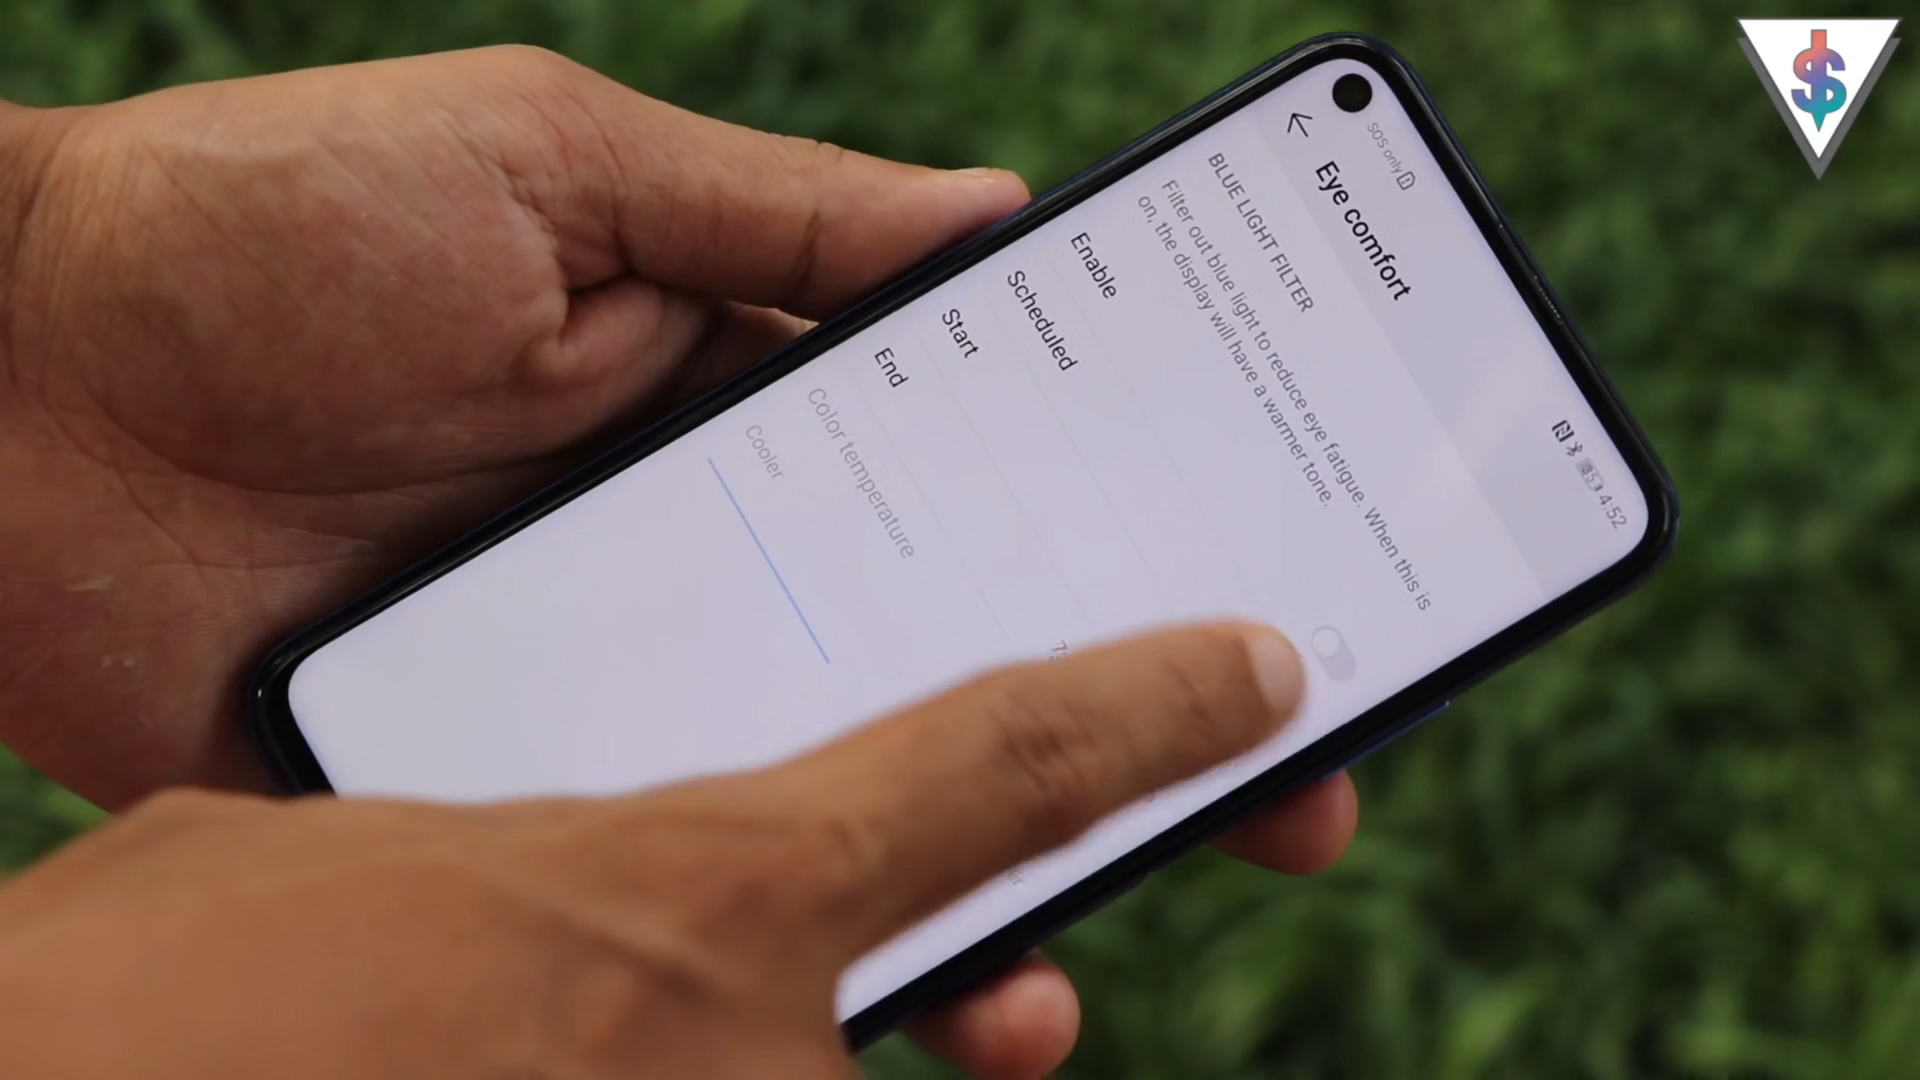 SOS only
85 4:52
Eye comfort
BLUE LIGHT FILTER
Filter out blue light to reduce eye fatigue. When this is
on, the display will have a warmer tone.
Enable
Scheduled
Start
End
Color temperature
Cooler
$